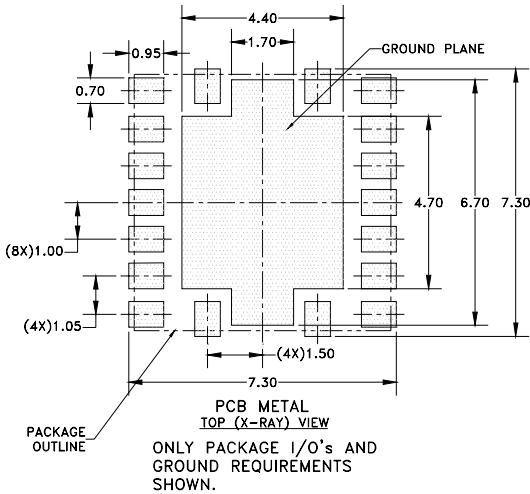 4.40
1.70
GROUND PLANE
0.95
0.70
4.70
6.70
7.30
(8X)1.00
(4X)1.05
(4X)1.50
7.30
PCB METAL
TOP (X-RAY) VIEW
PACKAGE
OUTLINE
ONLY PACKAGE I/O's AND
GROUND REQUIREMENTS
SHOWN.